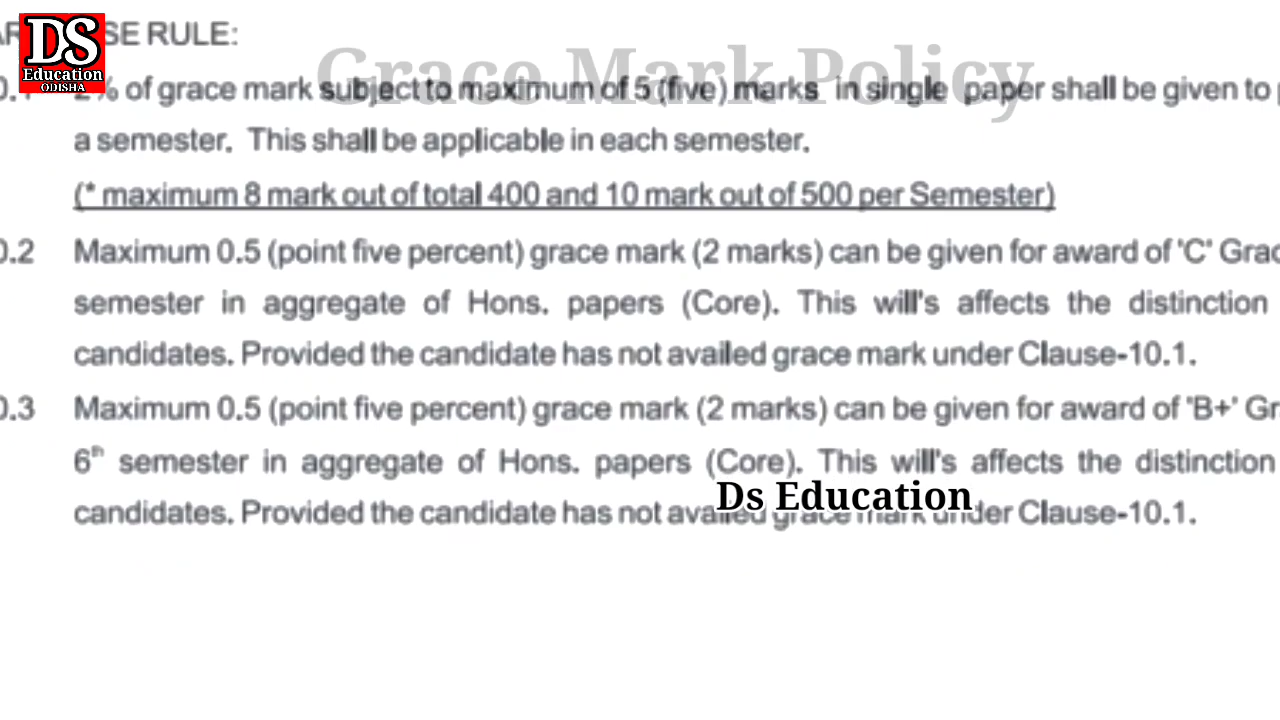 DS
Education
ODISHA
SE RULE:
Grace Mark Policy
2% of grace mark subject to maximum of 5 (five) marks in single paper shall be given to
a semester. This shall be applicable in each semester.
(* maximum 8 mark out of total 400 and 10 mark out of 500 per Semester)
0.2 Maximum 0.5 (point five percent) grace mark (2 marks) can be given for award of 'C' Grad
semester in aggregate of Hons. papers (Core). This will's affects the distinction
candidates. Provided the candidate has not availed grace mark under Clause-10.1.
0.3 Maximum 0.5 (point five percent) grace mark (2 marks) can be given for award of 'B+' Gr
6th semester in aggregate of Hons. papers (Core). This will's affects the distinction
Ds Education
candidates. Provided the candidate has not availed grace mark under Clause-10.1.